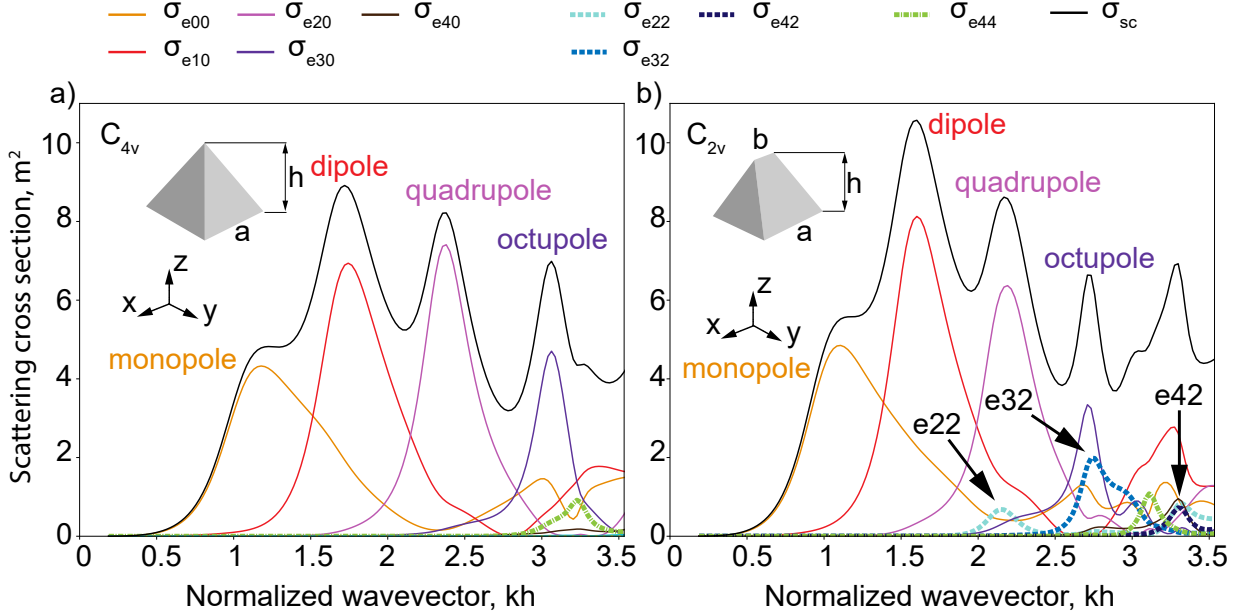 σe00 σe20 σe40 σe22 σe42 σe44 σsc
σe10 σe30 σe32
a) b)
Scattering cross section, m²
10
8
6
4
2
0
C4v
h
a
z
x
y
monopole
dipole
quadrupole
octupole
0 0.5 1 1.5 2 2.5 3 3.5
Normalized wavevector, kh
10
8
6
4
2
0
C2v
b
h
a
z
x
y
monopole
dipole
quadrupole
octupole
e22
e32
e42
0 0.5 1 1.5 2 2.5 3 3.5
Normalized wavevector, kh